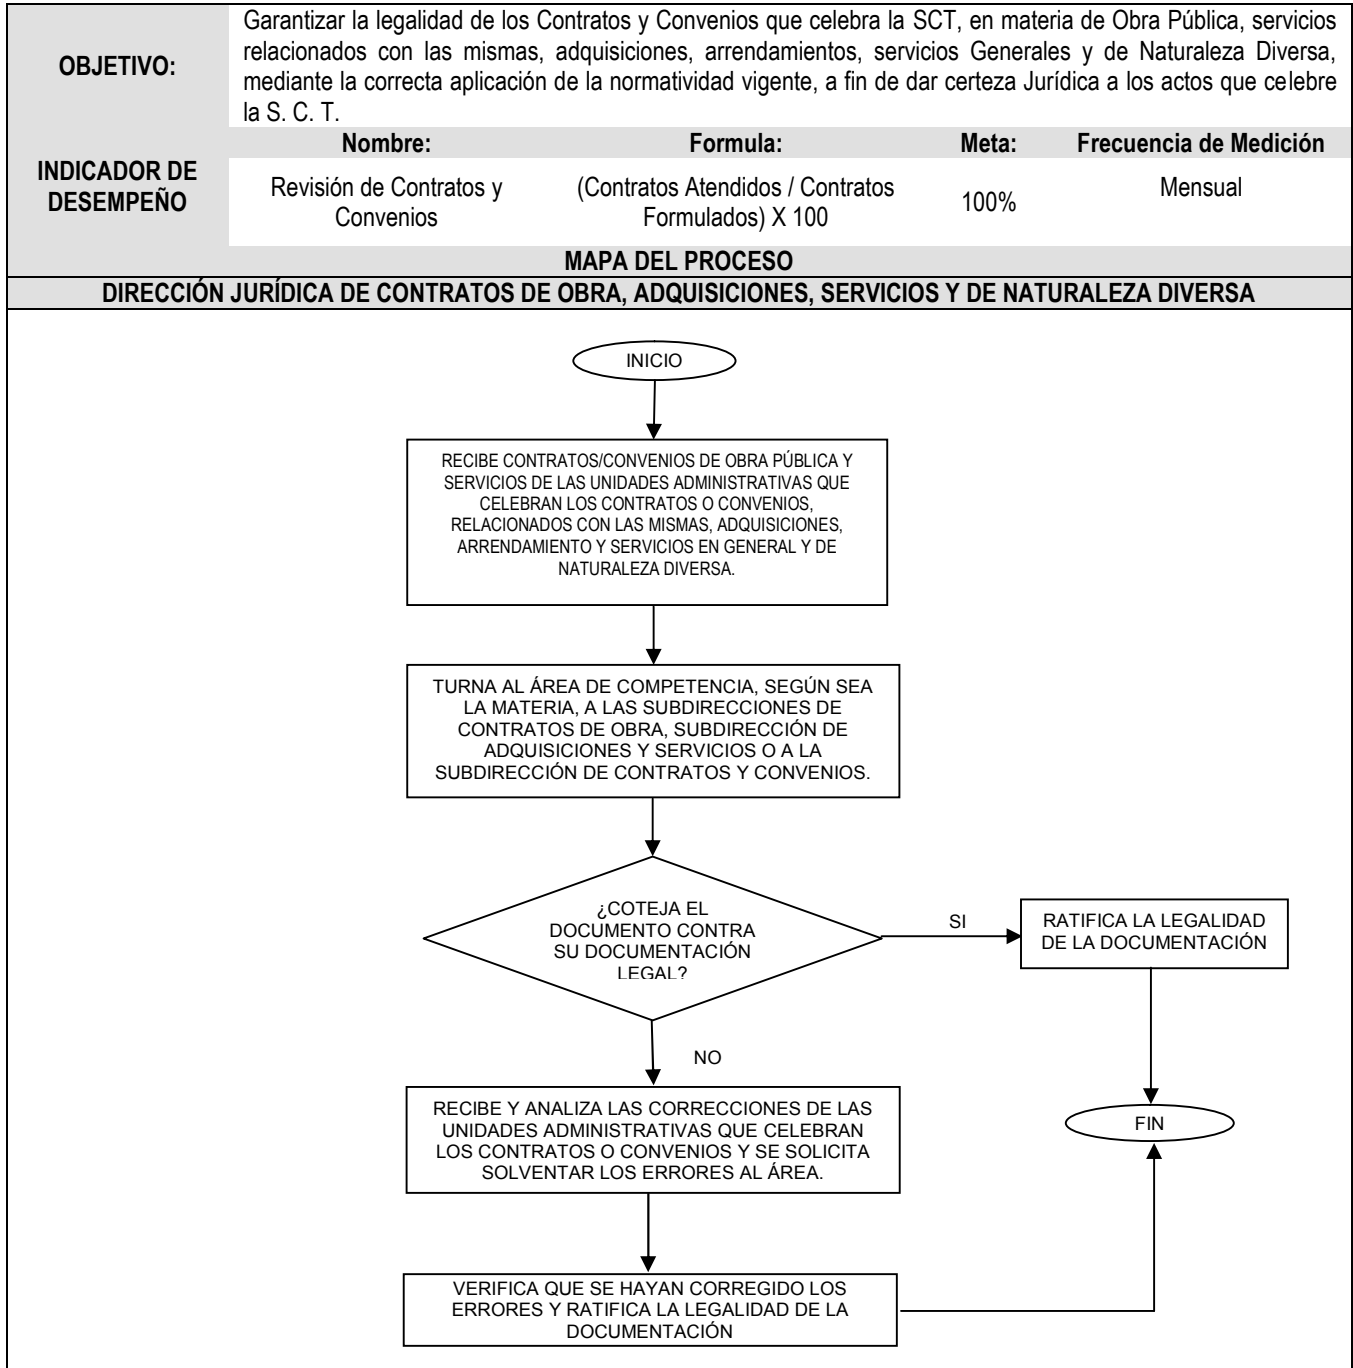 OBJETIVO:
Garantizar la legalidad de los Contratos y Convenios que celebra la SCT, en materia de Obra Pública, servicios
relacionados con las mismas, adquisiciones, arrendamientos, servicios Generales y de Naturaleza Diversa,
mediante la correcta aplicación de la normatividad vigente, a fin de dar certeza Jurídica a los actos que celebre
la S. C. T.
INDICADOR DE
DESEMPEÑO
Nombre: Formula: Meta: Frecuencia de Medición
Revisión de Contratos y
Convenios
(Contratos Atendidos / Contratos
Formulados) X 100
100%
Mensual
MAPA DEL PROCESO
DIRECCIÓN JURÍDICA DE CONTRATOS DE OBRA, ADQUISICIONES, SERVICIOS Y DE NATURALEZA DIVERSA
INICIO
RECIBE CONTRATOS/CONVENIOS DE OBRA PÚBLICA Y
SERVICIOS DE LAS UNIDADES ADMINISTRATIVAS QUE
CELEBRAN LOS CONTRATOS O CONVENIOS,
RELACIONADOS CON LAS MISMAS, ADQUISICIONES,
ARRENDAMIENTO Y SERVICIOS EN GENERAL Y DE
NATURALEZA DIVERSA.
TURNA AL ÁREA DE COMPETENCIA, SEGÚN SEA
LA MATERIA, A LAS SUBDIRECCIONES DE
CONTRATOS DE OBRA, SUBDIRECCIÓN DE
ADQUISICIONES Y SERVICIOS O A LA
SUBDIRECCIÓN DE CONTRATOS Y CONVENIOS.
¿COTEJA EL
DOCUMENTO CONTRA
SU DOCUMENTACIÓN
LEGAL?
SI
RATIFICA LA LEGALIDAD
DE LA DOCUMENTACIÓN
NO
RECIBE Y ANALIZA LAS CORRECCIONES DE LAS
UNIDADES ADMINISTRATIVAS QUE CELEBRAN
LOS CONTRATOS O CONVENIOS Y SE SOLICITA
SOLVENTAR LOS ERRORES AL ÁREA.
FIN
VERIFICA QUE SE HAYAN CORREGIDO LOS
ERRORES Y RATIFICA LA LEGALIDAD DE LA
DOCUMENTACIÓN